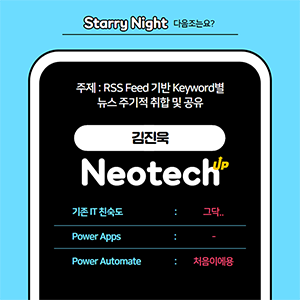 Starry Night 다음조는요?
주제 : RSS Feed 기반 Keyword별
뉴스 주기적 취합 및 공유
김진욱
Neotech UP
기존 IT 친숙도 : 그닥..
Power Apps : -
Power Automate : 처음이에용